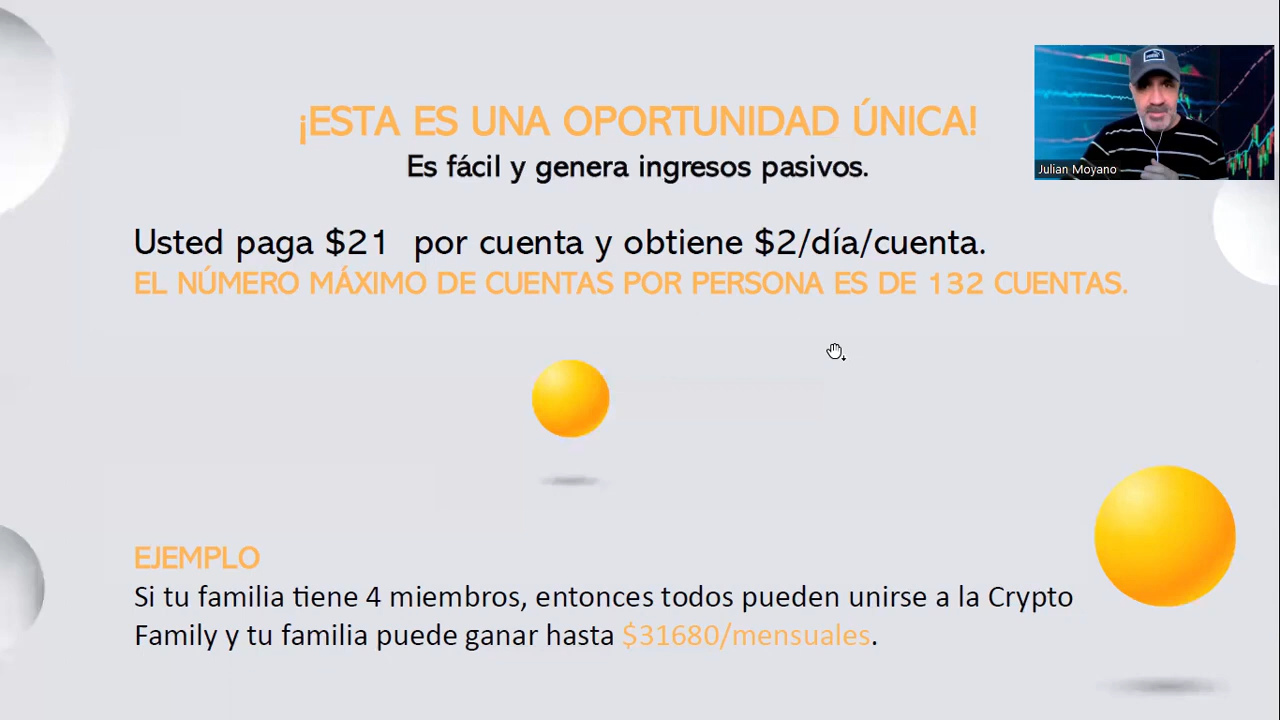 ¡ESTA ES UNA OPORTUNIDAD ÚNICA!
Es fácil y genera ingresos pasivos.
Julian Moyano
Usted paga $21 por cuenta y obtiene $2/día/cuenta.
EL NÚMERO MÁXIMO DE CUENTAS POR PERSONA ES DE 132 CUENTAS.
EJEMPLO
Si tu familia tiene 4 miembros, entonces todos pueden unirse a la Crypto
Family y tu familia puede ganar hasta $31680/mensuales.